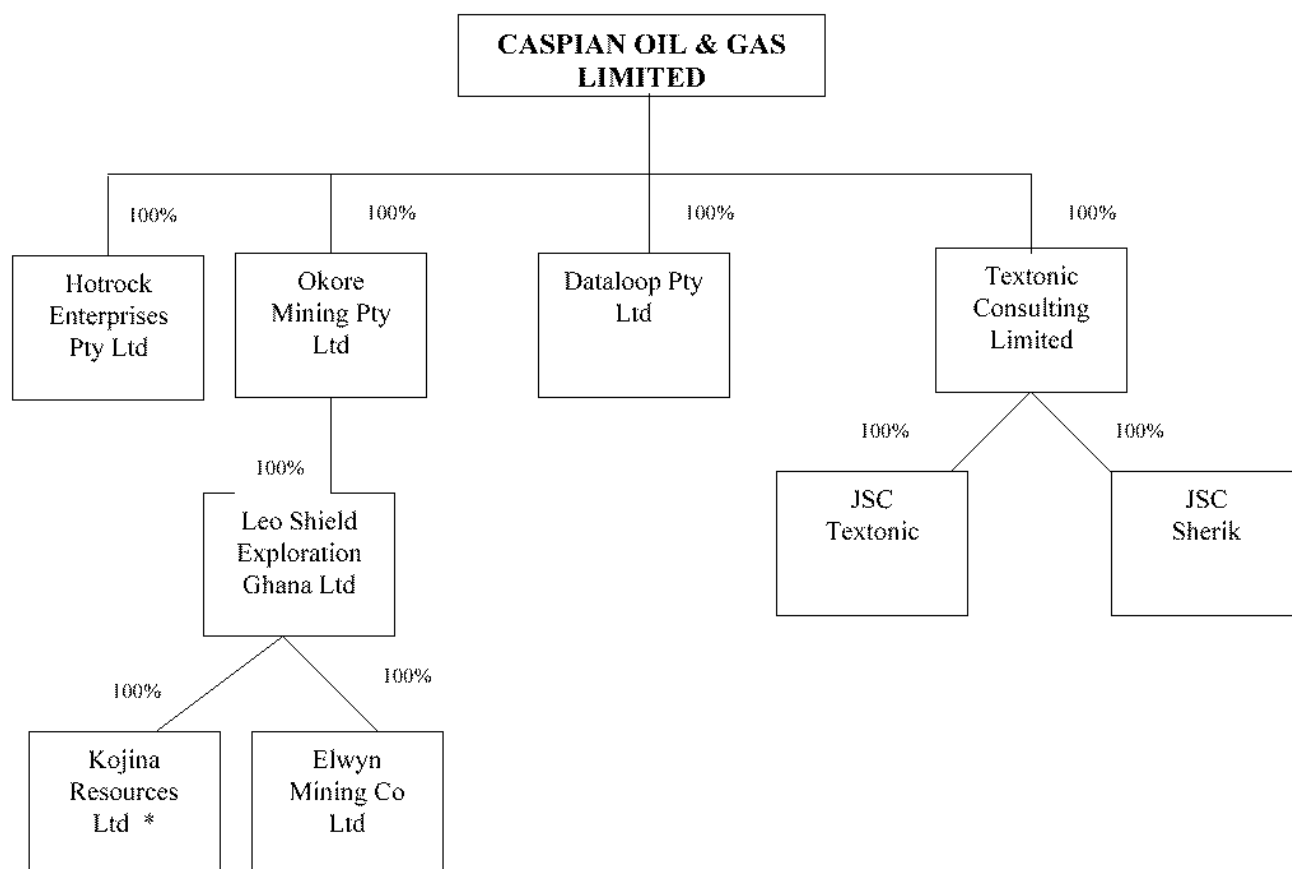 CASPIAN OIL & GAS
LIMITED
100%
100%
100%
100%
Hotrock
Enterprises
Pty Ltd
Okore
Mining Pty
Ltd
Dataloop Pty
Ltd
Textonic
Consulting
Limited
100%
100%
100%
Leo Shield
Exploration
Ghana Ltd
JSC
Textonic
JSC
Sherik
100%
100%
Kojina
Resources
Ltd *
Elwyn
Mining Co
Ltd